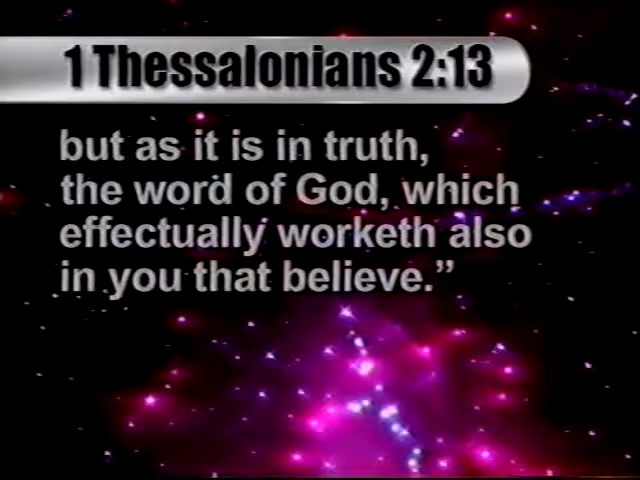 1 Thessalonians 2:13
but as it is in truth,
the word of God, which
effectually worketh also
in you that believe.”